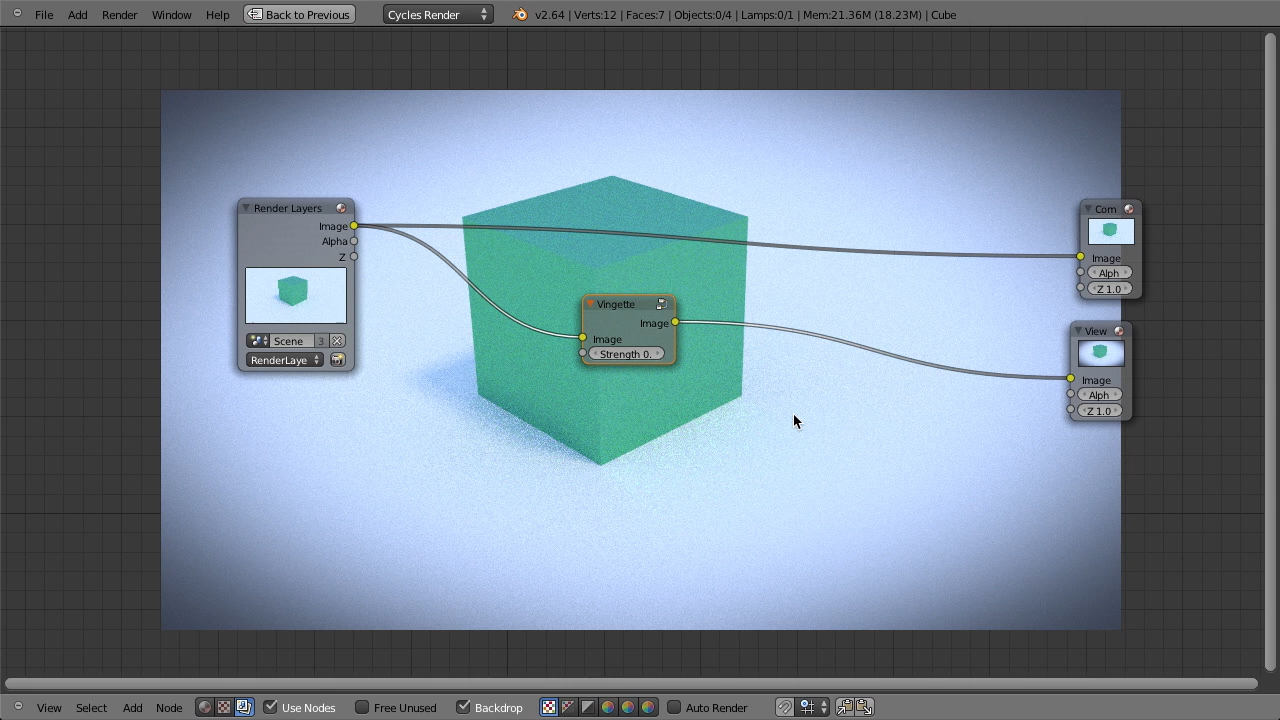 File Add Render Window Help Back to Previous Cycles Render v2.64 | Verts:12 | Faces:7 | Objects:0/4 | Lamps:0/1 | Mem:21.36M (18.23M) | Cube
Render Layers
Image
Alpha
Z
Scene 3
RenderLaye
Vingette
Image
Image
Strength 0.
Com
Image
Alph
Z 1.0
View
Image
Alph
Z 1.0
View Select Add Node Use Nodes Free Unused Backdrop Auto Render